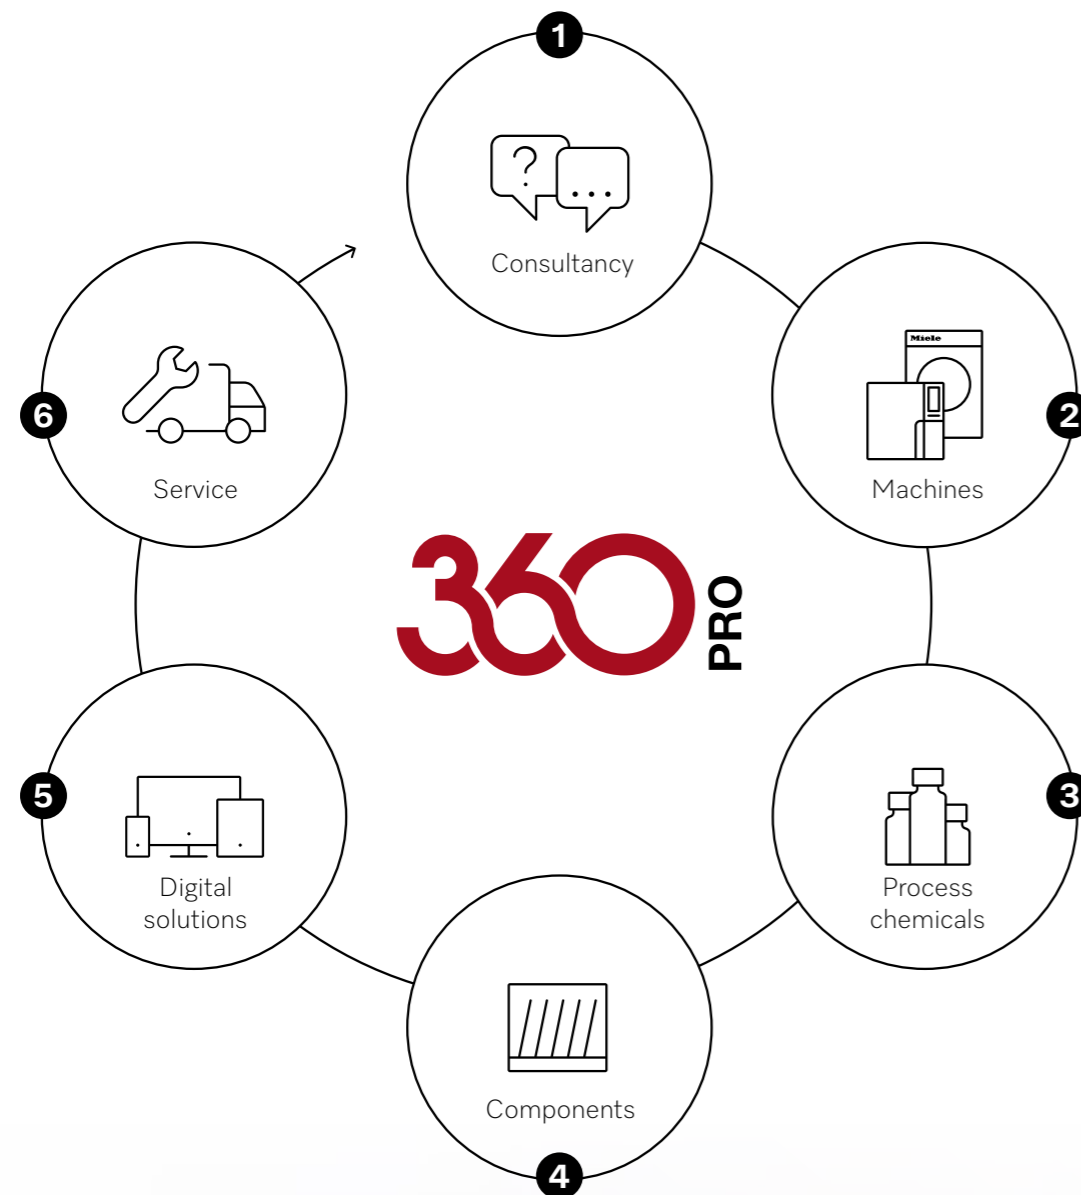 1
?
...
Consultancy
Miele
2
Machines
6
Service
360 PRO
5
Digital
solutions
3
Process
chemicals
Components
4